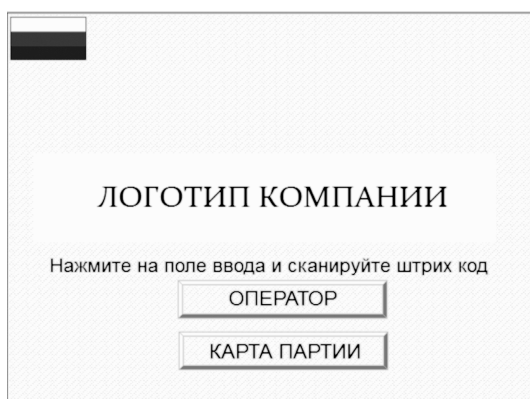 ЛОГОТИП КОМПАНИИ
Нажмите на поле ввода и сканируйте штрих код
ОПЕРАТОР
КАРТА ПАРТИИ